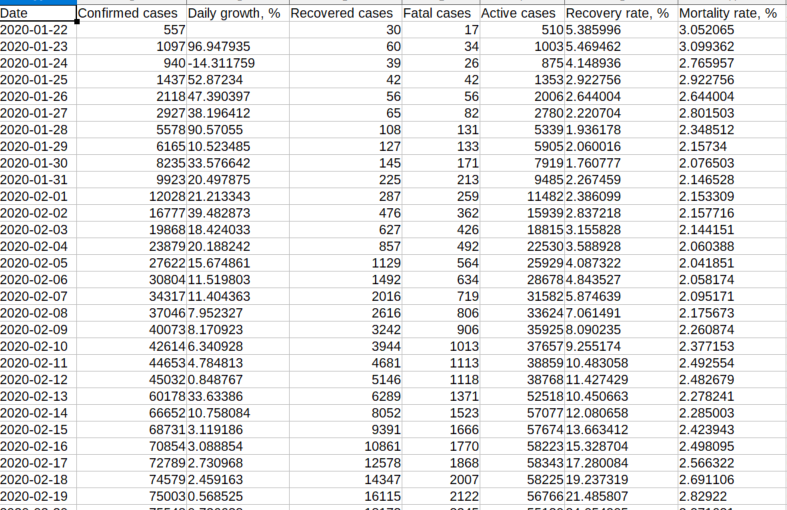 Date Confirmed cases Daily growth, % Recovered cases Fatal cases Active cases Recovery rate, % Mortality rate, %
2020-01-22 557 30 17 510 5.385996 3.052065
2020-01-23 1097 96.947935 60 34 1003 5.469462 3.099362
2020-01-24 940 -14.311759 39 26 875 4.148936 2.765957
2020-01-25 1437 52.87234 42 42 1353 2.922756 2.922756
2020-01-26 2118 47.390397 56 56 2006 2.644004 2.644004
2020-01-27 2927 38.196412 65 82 2780 2.220704 2.801503
2020-01-28 5578 90.57055 108 131 5339 1.936178 2.348512
2020-01-29 6165 10.523485 127 133 5905 2.060016 2.15734
2020-01-30 8235 33.576642 145 171 7919 1.760777 2.076503
2020-01-31 9923 20.497875 225 213 9485 2.267459 2.146528
2020-02-01 12028 21.213343 287 259 11482 2.386099 2.153309
2020-02-02 16777 39.482873 476 362 15939 2.837218 2.157716
2020-02-03 19868 18.424033 627 426 18815 3.155828 2.144151
2020-02-04 23879 20.188242 857 492 22530 3.588928 2.060388
2020-02-05 27622 15.674861 1129 564 25929 4.087322 2.041851
2020-02-06 30804 11.519803 1492 634 28678 4.843527 2.058174
2020-02-07 34317 11.404363 2016 719 31582 5.874639 2.095171
2020-02-08 37046 7.952327 2616 806 33624 7.061491 2.175673
2020-02-09 40073 8.170923 3242 906 35925 8.090235 2.260874
2020-02-10 42614 6.340928 3944 1013 37657 9.255174 2.377153
2020-02-11 44653 4.784813 4681 1113 38859 10.483058 2.492554
2020-02-12 45032 0.848767 5146 1118 38768 11.427429 2.482679
2020-02-13 60178 33.63386 6289 1371 52518 10.450663 2.278241
2020-02-14 66652 10.758084 8052 1523 57077 12.080658 2.285003
2020-02-15 68731 3.119186 9391 1666 57674 13.663412 2.423943
2020-02-16 70854 3.088854 10861 1770 58223 15.328704 2.498095
2020-02-17 72789 2.730968 12578 1868 58343 17.280084 2.566322
2020-02-18 74579 2.459163 14347 2007 58225 19.237319 2.691106
2020-02-19 75003 0.568525 16115 2122 56766 21.485807 2.82922